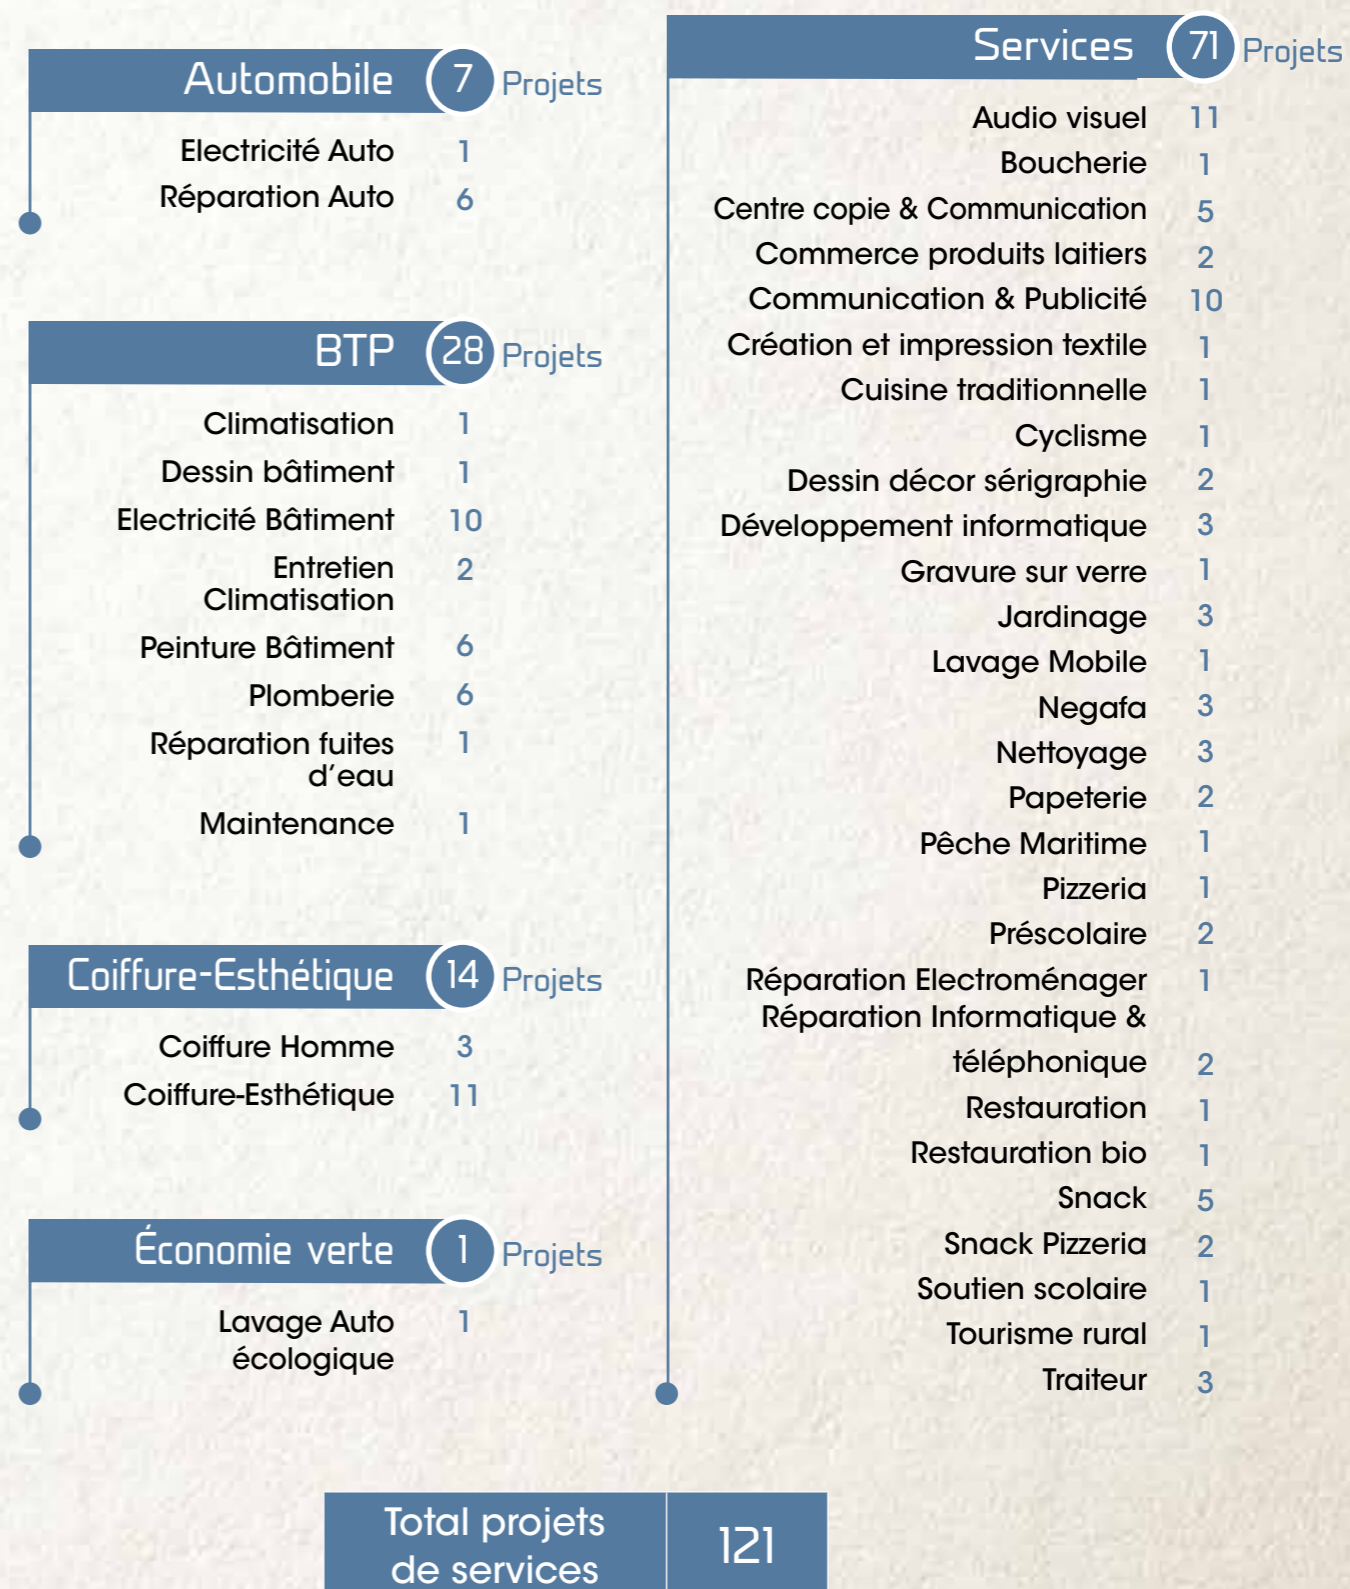 Automobile 7 Projets
Electricité Auto 1
Réparation Auto 6
BTP 28 Projets
Climatisation 1
Dessin bâtiment 1
Electricité Bâtiment 10
Entretien 2
Climatisation
Peinture Bâtiment 6
Plomberie 6
Réparation fuites 1
d’eau
Maintenance 1
Coiffure-Esthétique 14 Projets
Coiffure Homme 3
Coiffure-Esthétique 11
Économie verte 1 Projets
Lavage Auto 1
écologique
Services 71 Projets
Audio visuel 11
Boucherie 1
Centre copie & Communication 5
Commerce produits laitiers 2
Communication & Publicité 10
Création et impression textile 1
Cuisine traditionnelle 1
Cyclisme 1
Dessin décor sérigraphie 2
Développement informatique 3
Gravure sur verre 1
Jardinage 3
Lavage Mobile 1
Negafa 3
Nettoyage 3
Papeterie 2
Pêche Maritime 1
Pizzeria 1
Préscolaire 2
Réparation Electroménager 1
Réparation Informatique &
téléphonique 2
Restauration 1
Restauration bio 1
Snack 5
Snack Pizzeria 2
Soutien scolaire 1
Tourisme rural 1
Traiteur 3
Total projets
de services 121